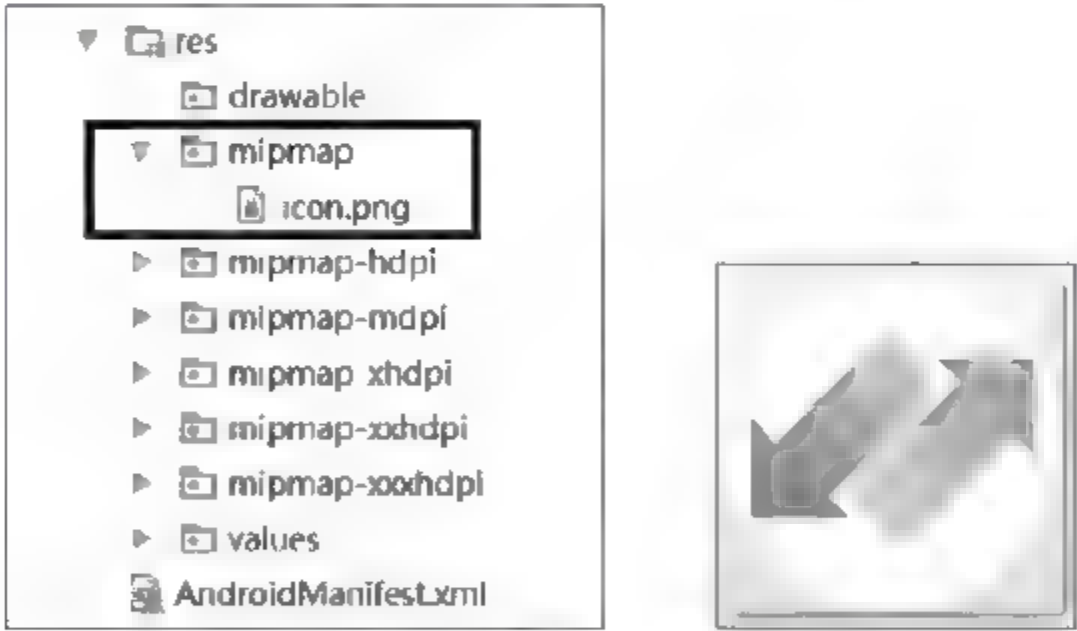 res
drawable
mipmap
icon.png
mipmap-hdpi
mipmap-mdpi
mipmap-xhdpi
mipmap-xxhdpi
mipmap-xxxhdpi
values
AndroidManifest.xml